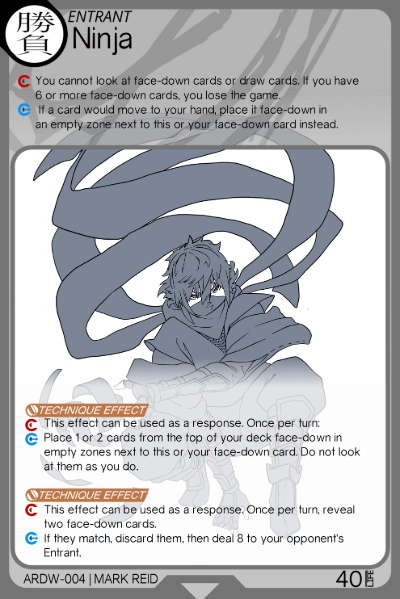 勝負
ENTRANT
Ninja
You cannot look at face-down cards or draw cards. If you have
6 or more face-down cards, you lose the game.
If a card would move to your hand, place it face-down in
an empty zone next to this or your face-down card instead.
TECHNIQUE EFFECT
This effect can be used as a response. Once per turn:
Place 1 or 2 cards from the top of your deck face-down in
empty zones next to this or your face-down card. Do not look
at them as you do.
TECHNIQUE EFFECT
This effect can be used as a response. Once per turn, reveal
two face-down cards.
If they match, discard them, then deal 8 to your opponent's
Entrant.
ARDW-004 | MARK REID
40 LIFE